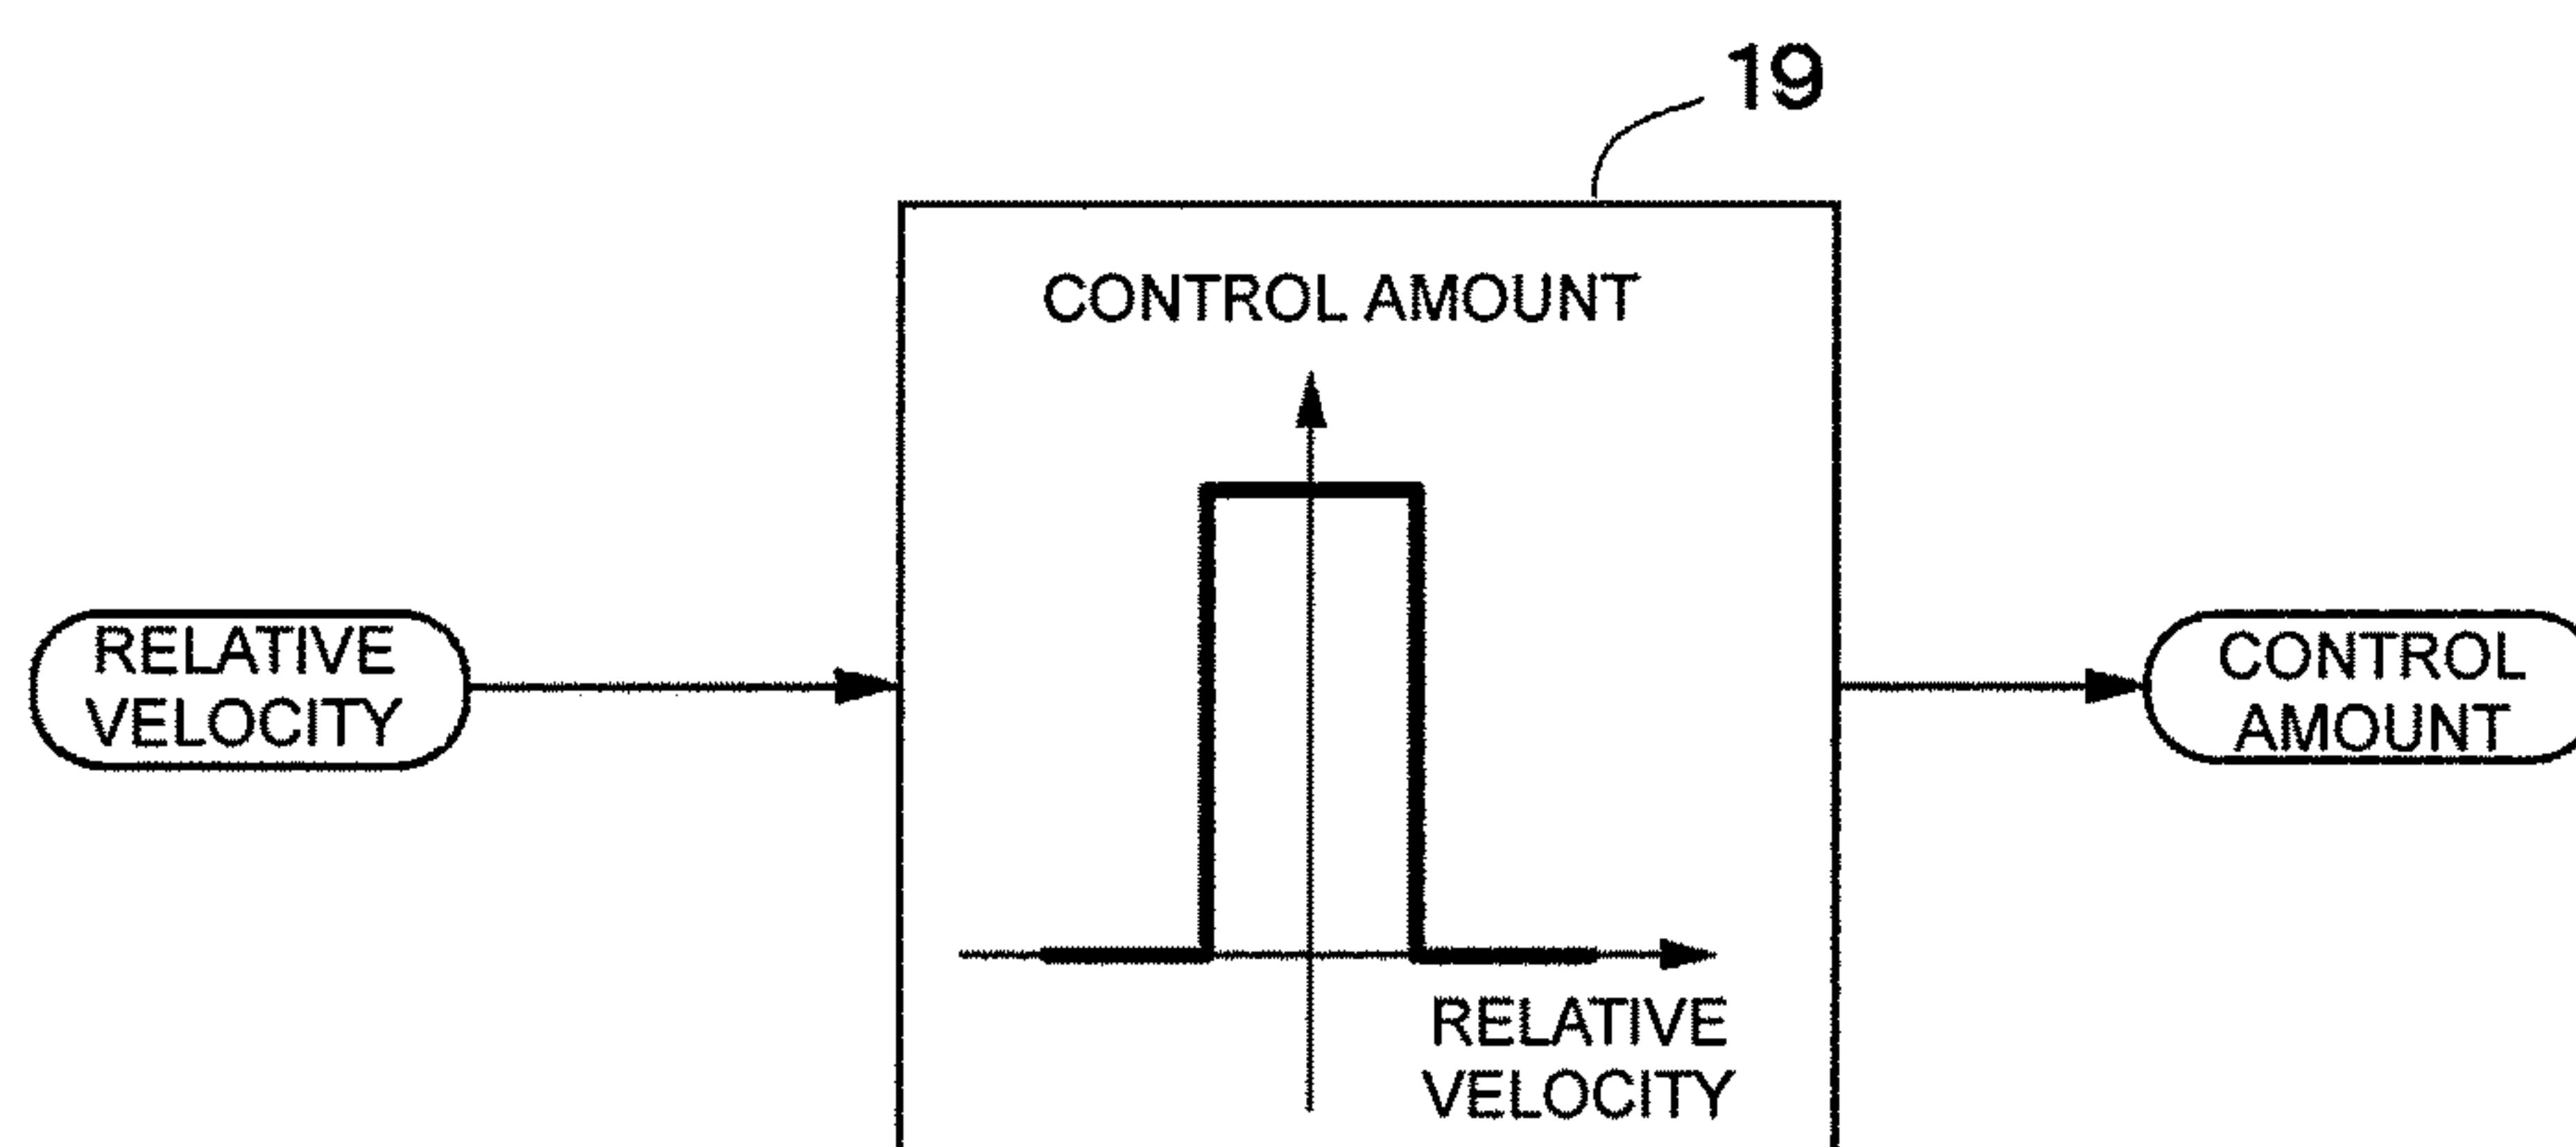 19
CONTROL AMOUNT
RELATIVE
VELOCITY
CONTROL
AMOUNT
RELATIVE
VELOCITY